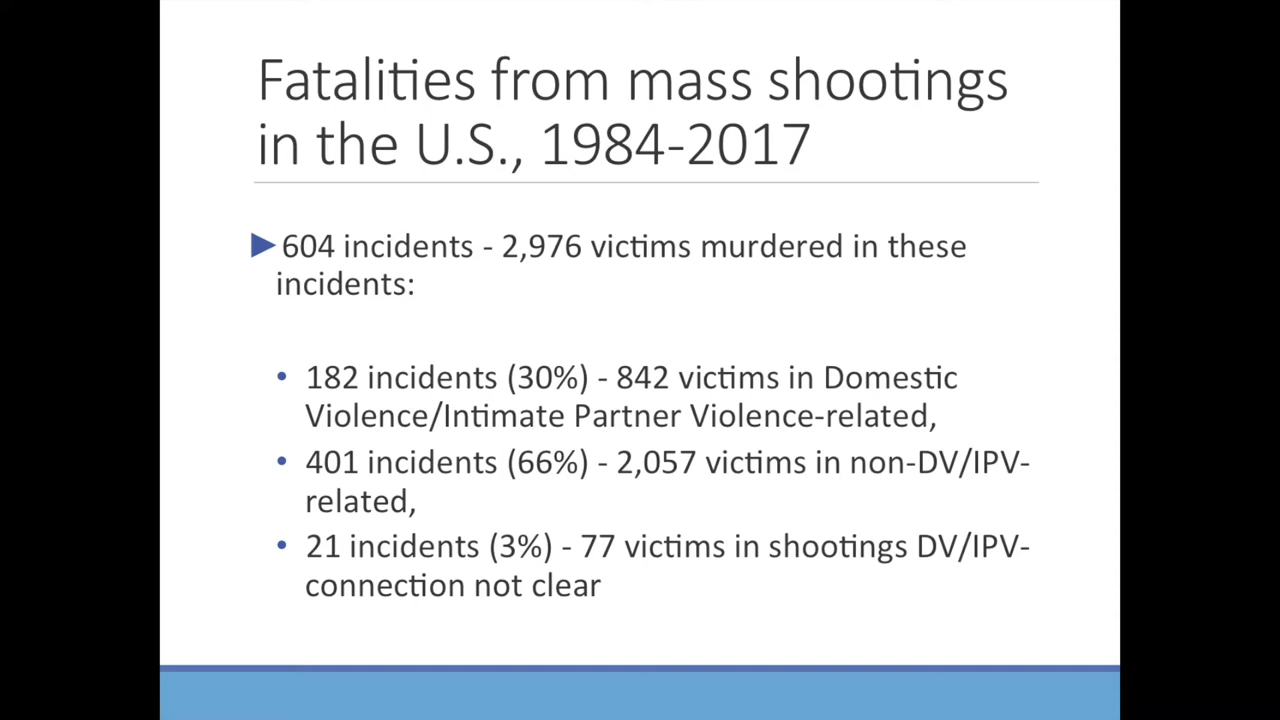 Fatalities from mass shootings
in the U.S., 1984-2017
604 incidents - 2,976 victims murdered in these
incidents:
• 182 incidents (30%) - 842 victims in Domestic
Violence/Intimate Partner Violence-related,
• 401 incidents (66%) - 2,057 victims in non-DV/IPV-
related,
• 21 incidents (3%) - 77 victims in shootings DV/IPV-
connection not clear